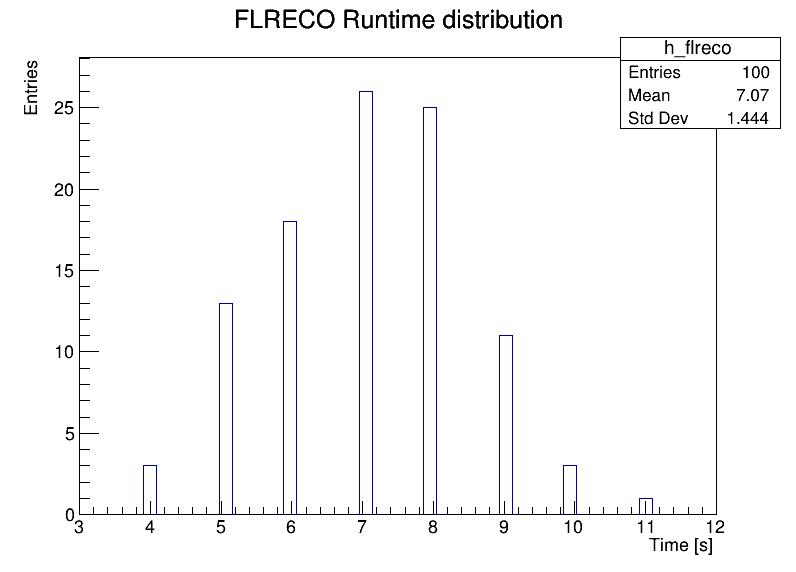 FLRECO Runtime distribution
h_flreco
Entries 100
Mean 7.07
Std Dev 1.444
Entries
25
20
15
10
5
0
3 4 5 6 7 8 9 10 11 12
Time [s]